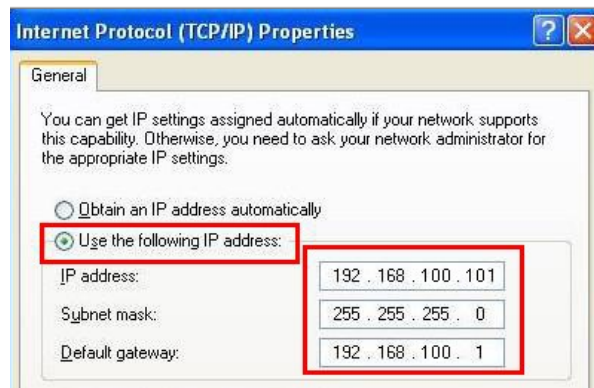 Internet Protocol (TCP/IP) Properties
General
You can get IP settings assigned automatically if your network supports
this capability. Otherwise, you need to ask your network administrator for
the appropriate IP settings.
Obtain an IP address automatically
Use the following IP address:
IP address: 192 . 168 . 100 . 101
Subnet mask: 255 . 255 . 255 . 0
Default gateway: 192 . 168 . 100 . 1